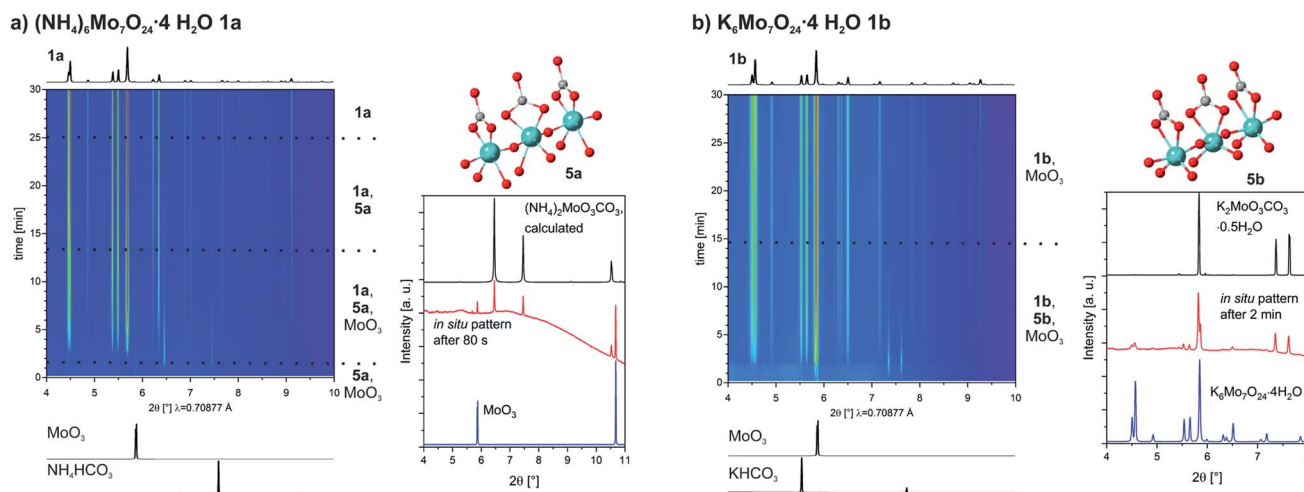 a) (NH₄)₆Mo₇O₂₄·4 H₂O 1a
1a
30
25
20
15
10
5
0
time [min]
4 5 6 7 8 9 10
2θ [°] λ=0.70877 Å
1a
1a,
5a
1a,
5a,
MoO₃
5a,
MoO₃
MoO₃
NH₄HCO₃
5a
(NH₄)₂MoO₃CO₃,
calculated
in situ pattern
after 80 s
MoO₃
Intensity [a. u.]
4 5 6 7 8 9 10 11
2θ [°]
b) K₆Mo₇O₂₄·4 H₂O 1b
1b
30
25
20
15
10
5
0
time [min]
4 5 6 7 8 9 10
2θ [°] λ=0.70877 Å
1b,
MoO₃
1b,
5b,
MoO₃
MoO₃
KHCO₃
5b
K₂MoO₃CO₃
·0.5H₂O
in situ pattern
after 2 min
K₆Mo₇O₂₄·4H₂O
Intensity [a. u.]
4 5 6 7
2θ [°]